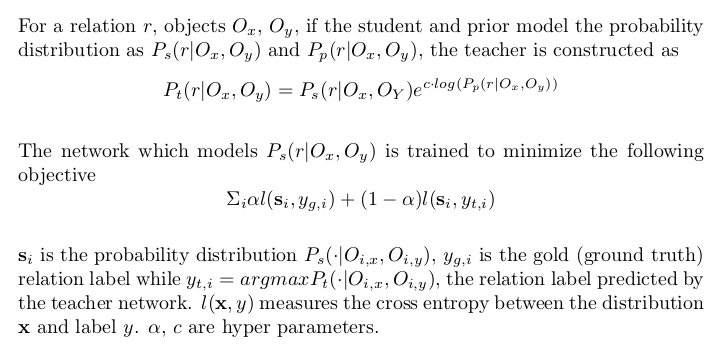 For a relation r, objects Oₓ, O_y, if the student and prior model the probability
distribution as P_s(r|O_x, O_y) and P_p(r|O_x, O_y), the teacher is constructed as
P_t(r|O_x, O_y) = P_s(r|O_x, O_Y)e^{c·log(P_p(r|O_x,O_y))}
The network which models P_s(r|O_x, O_y) is trained to minimize the following
objective
Σ_iαl(s_i, y_{g,i}) + (1 − α)l(s_i, y_{t,i})
s_i is the probability distribution P_s(·|O_{i,x}, O_{i,y}), y_{g,i} is the gold (ground truth)
relation label while y_{t,i} = argmaxP_t(·|O_{i,x}, O_{i,y}), the relation label predicted by
the teacher network. l(x, y) measures the cross entropy between the distribution
x and label y. α, c are hyper parameters.